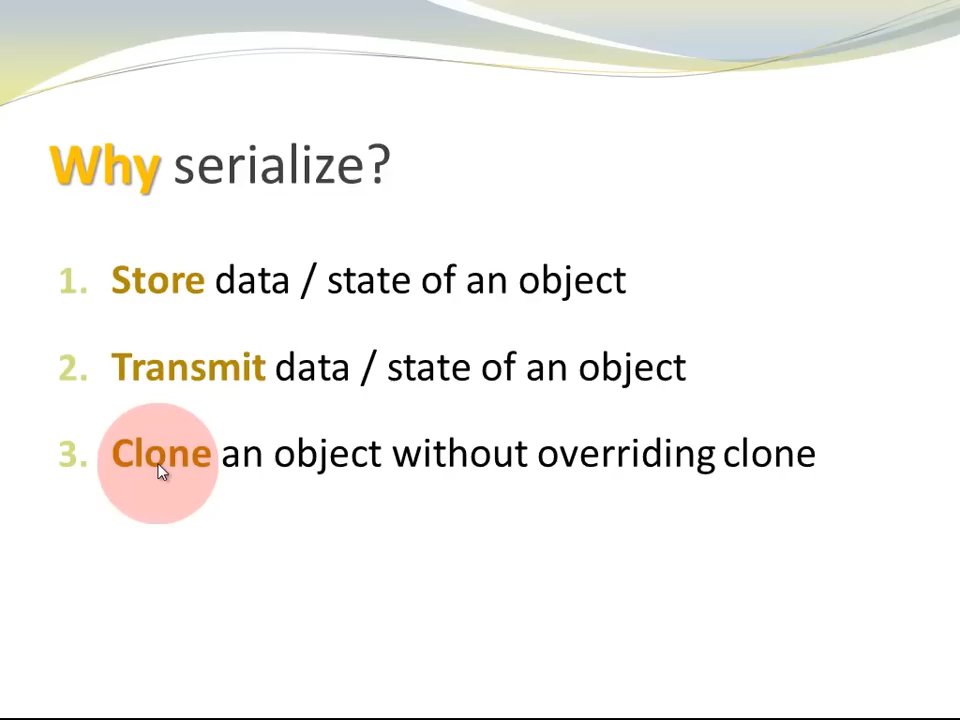 Why serialize?
1. Store data / state of an object
2. Transmit data / state of an object
3. Clone an object without overriding clone